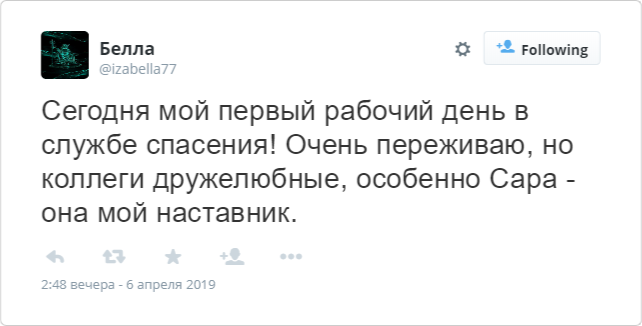 Белла
@izabella77
Following
Сегодня мой первый рабочий день в
службе спасения! Очень переживаю, но
коллеги дружелюбные, особенно Сара -
она мой наставник.
2:48 вечера - 6 апреля 2019